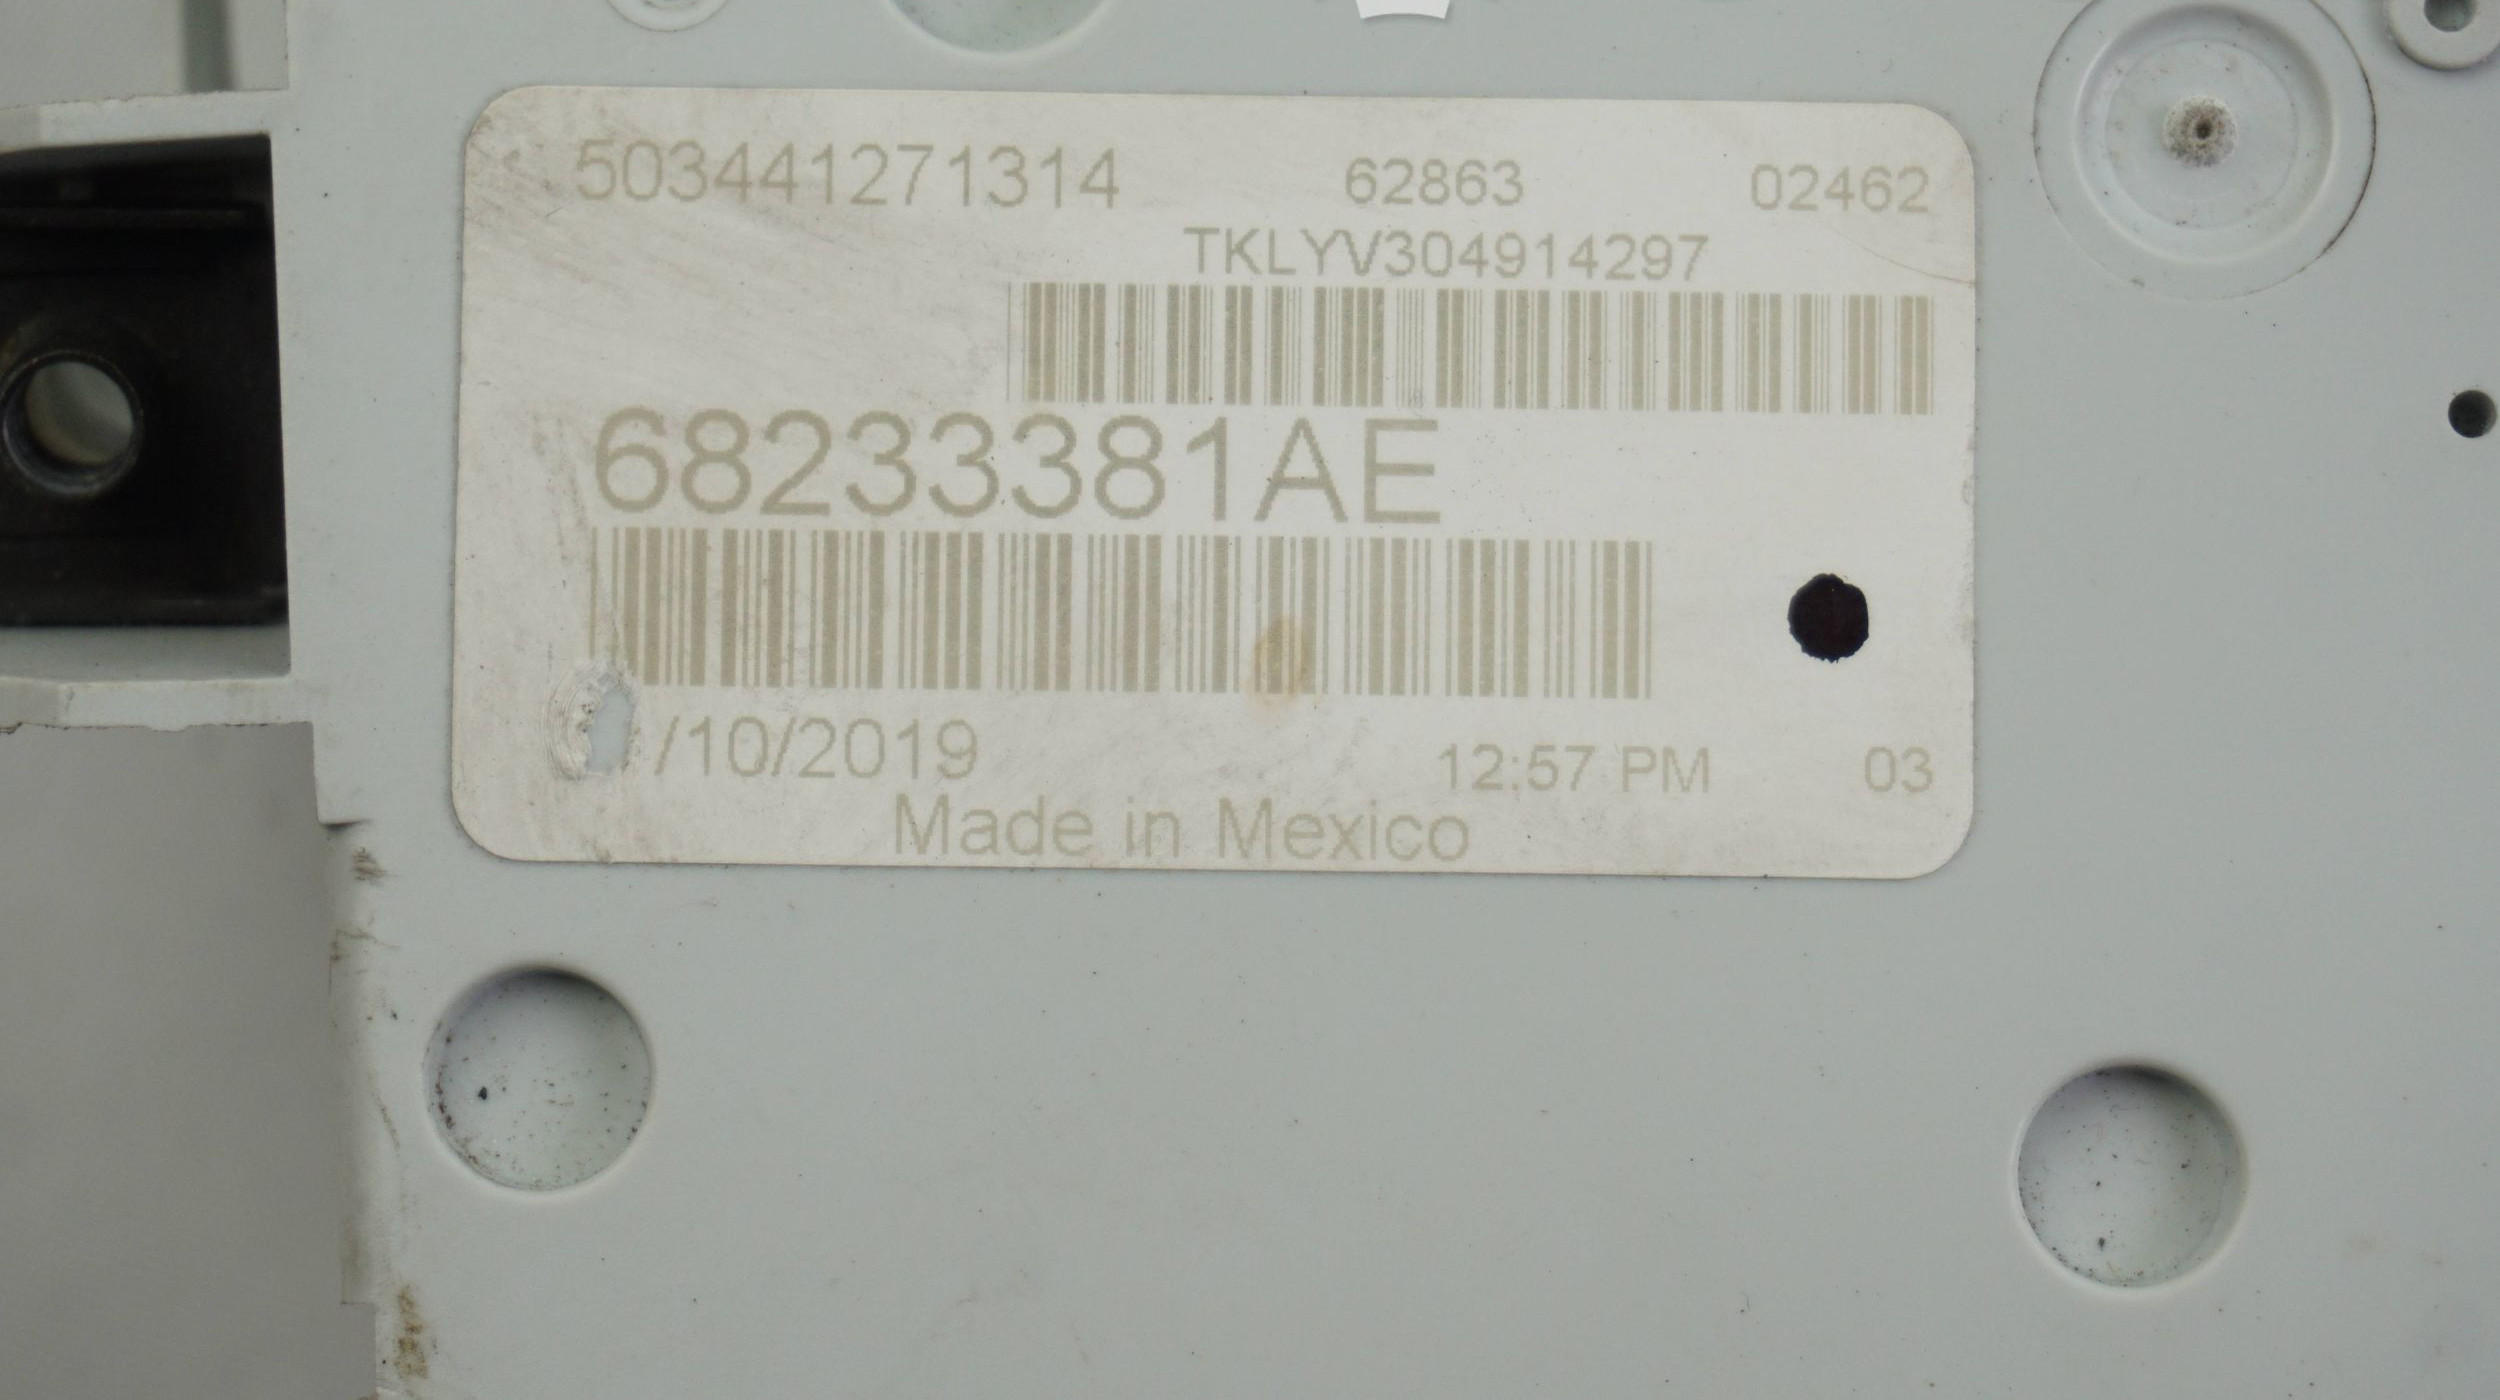 503441271314 62863 02462
TKLYV304914297
68233381AE
/10/2019 12:57 PM 03
Made in Mexico